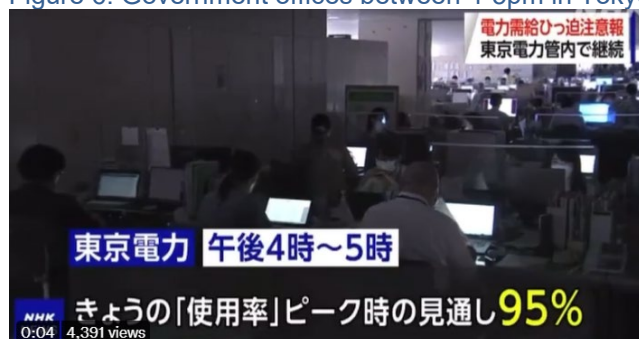 Figure 6: Government offices between 4-5pm in Tokyo
電力需給ひっ迫注意報
東京電力管内で継続
東京電力 午後4時～5時
NHK きょうの「使用率」ピーク時の見通し95%
0:04 4,391 views